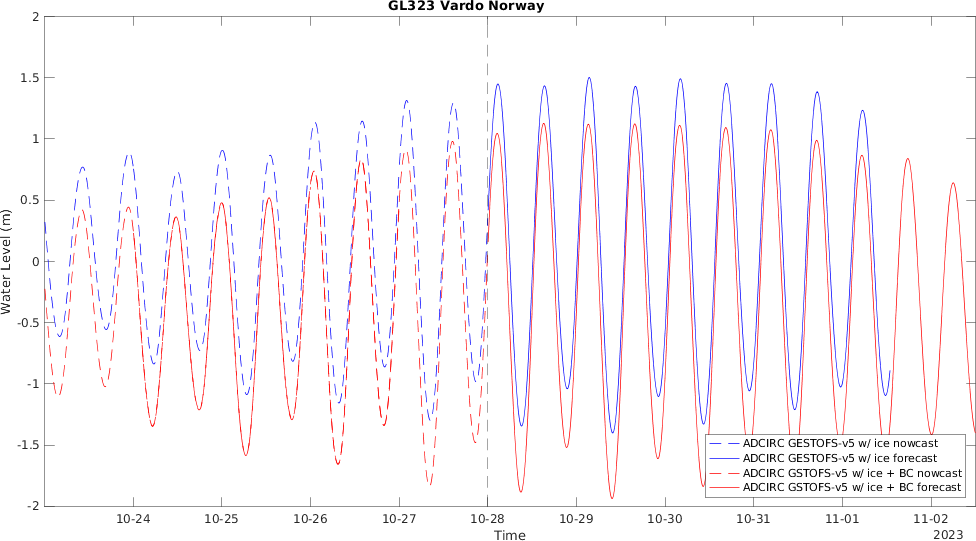 GL323 Vardo Norway
2
1.5
1
0.5
0
-0.5
-1
-1.5
-2
Water Level (m)
10-24 10-25 10-26 10-27 10-28 10-29 10-30 10-31 11-01 11-02
Time
2023
ADCIRC GESTOFS-v5 w/ ice nowcast
ADCIRC GESTOFS-v5 w/ ice forecast
ADCIRC GSTOFS-v5 w/ ice + BC nowcast
ADCIRC GSTOFS-v5 w/ ice + BC forecast